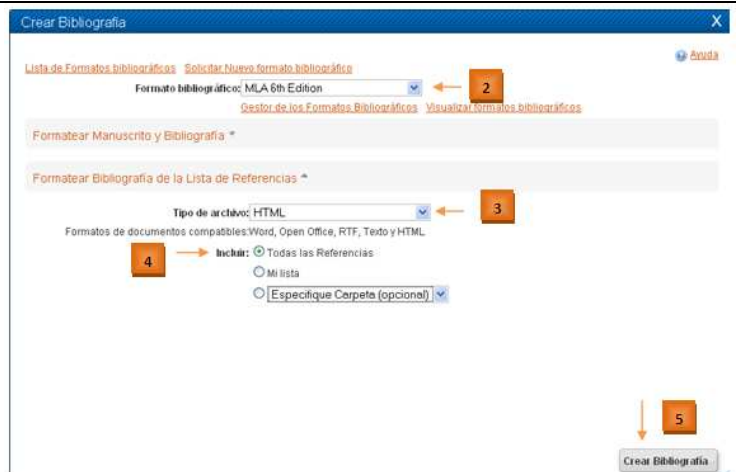 Crear Bibliografía X
Ayuda
Lista de Formatos bibliográficos Solicitar Nuevo formato bibliográfico
Formato bibliográfico: MLA 6th Edition 2
Gestor de los Formatos Bibliográficos Visualizar formatos bibliográficos
Formatear Manuscrito y Bibliografía
Formatear Bibliografía de la Lista de Referencias
Tipo de archivo: HTML 3
Formatos de documentos compatibles:Word, Open Office, RTF, Texto y HTML
4 Incluir: Todas las Referencias
Mi lista
Especifique Carpeta (opcional)
5
Crear Bibliografía